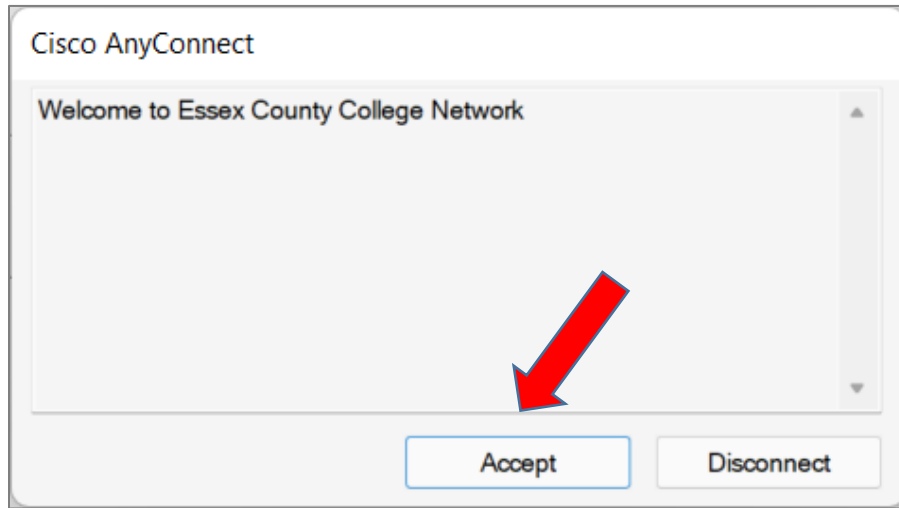 Cisco AnyConnect
Welcome to Essex County College Network
Accept
Disconnect